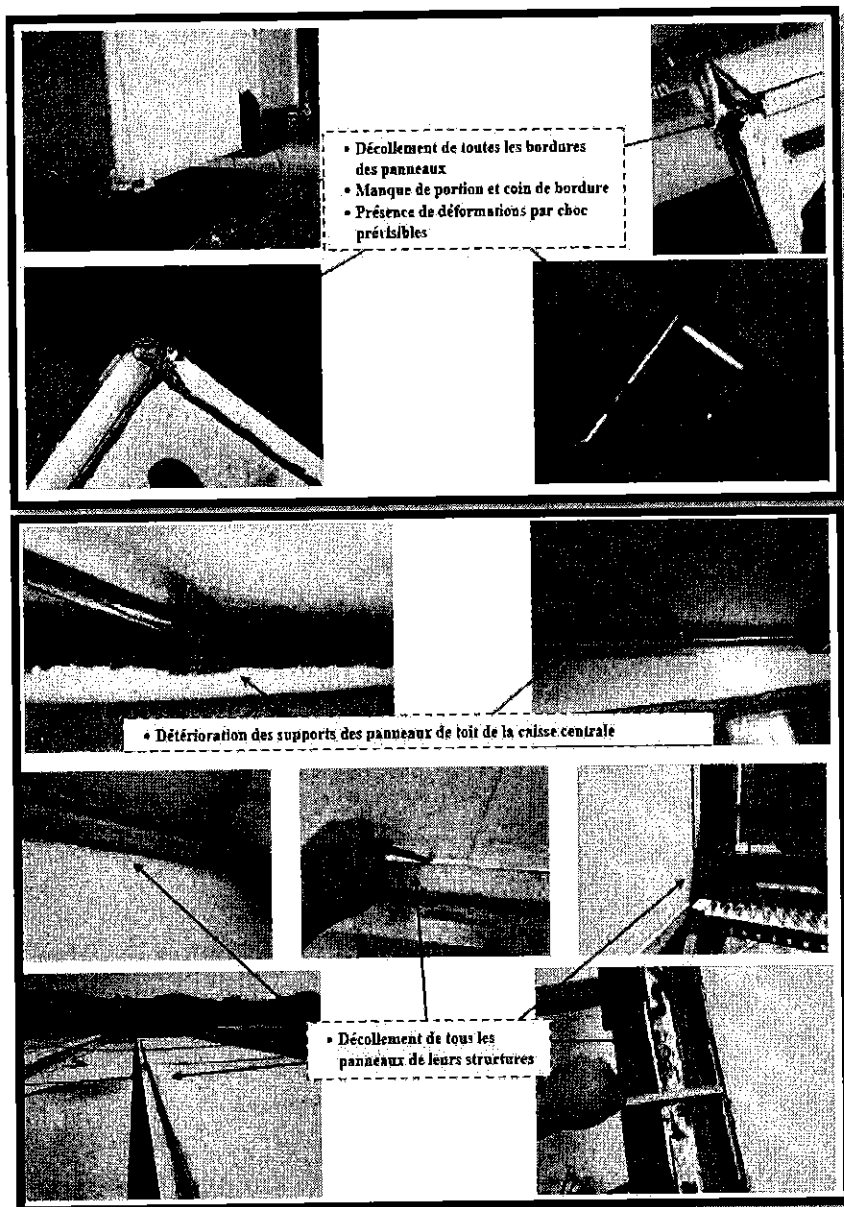 • Décollement de toutes les bordures
des panneaux
• Manque de portion et coin de bordure
• Présence de déformations par choc
prévisibles
• Détérioration des supports des panneaux de toit de la caisse centrale
• Décollement de tous les
panneaux de leurs structures